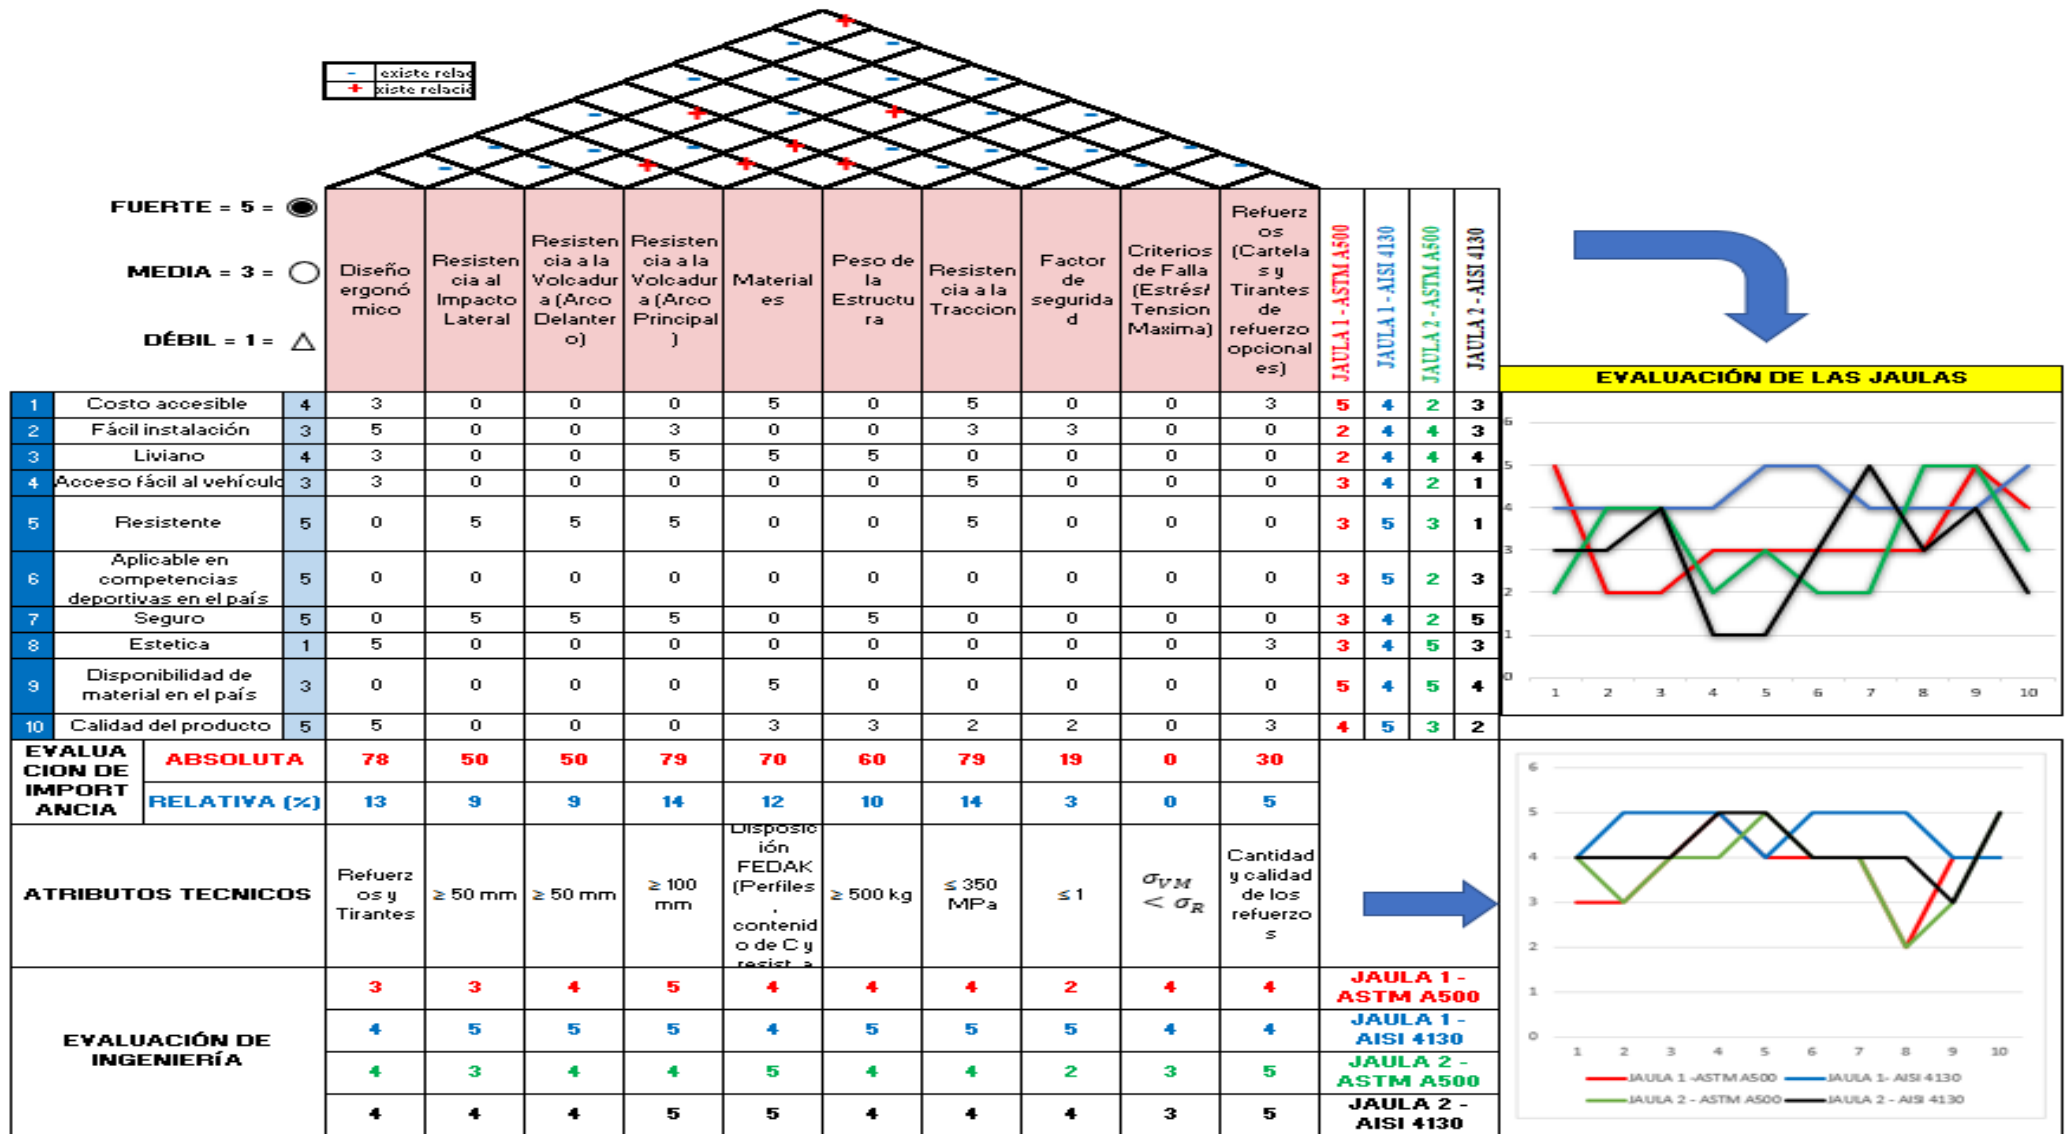 - existe relac
+ xiste relació
FUERTE = 5 =
MEDIA = 3 =
DÉBIL = 1 =
Diseño
ergonó
mico
Resisten
cia al
Impacto
Lateral
Resisten
cia a la
Volcadur
a (Arco
Delanter
o)
Resisten
cia a la
Volcadur
a (Arco
Principal
)
Material
es
Peso de
la
Estructu
ra
Resisten
cia a la
Traccion
Factor
de
segurida
d
Criterios
de Falla
(Estrés/
Tension
Maxima)
Refuerz
os
(Cartela
s y
Tirantes
de
refuerzo
opcional
es)
JAULA 1 - ASTM A500
JAULA 1 - AISI 4130
JAULA 2 - ASTM A500
JAULA 2 - AISI 4130
EVALUACIÓN DE LAS JAULAS
1 Costo accesible 4 3 0 0 0 5 0 5 0 0 3 5 4 2 3
2 Fácil instalación 3 5 0 0 3 0 0 3 3 0 0 2 4 4 3
3 Liviano 4 3 0 0 5 5 5 0 0 0 0 2 4 4 4
4 Acceso fácil al vehículo 3 3 0 0 0 0 0 5 0 0 0 3 4 2 1
5 Resistente 5 0 5 5 5 0 0 5 0 0 0 3 5 3 1
6 Aplicable en
competencias
deportivas en el país 5 0 0 0 0 0 0 0 0 0 0 3 5 2 3
7 Seguro 5 0 5 5 5 0 5 0 0 0 0 3 4 2 5
8 Estetica 1 5 0 0 0 0 0 0 0 0 3 3 4 5 3
9 Disponibilidad de
material en el país 3 0 0 0 0 5 0 0 0 0 0 5 4 5 4
10 Calidad del producto 5 5 0 0 0 3 3 2 2 0 3 4 5 3 2
6
5
4
3
2
1
0
1 2 3 4 5 6 7 8 9 10
EVALUA
CION DE
IMPORT
ANCIA
ABSOLUTA 78 50 50 79 70 60 79 19 0 30
RELATIVA (%) 13 9 9 14 12 10 14 3 0 5
ATRIBUTOS TECNICOS
Refuerz
os y
Tirantes
≥ 50 mm
≥ 50 mm
≥ 100
mm
Disposic
ión
FEDAK
(Perfiles
,
contenid
o de C y
resist. a
≥ 500 kg
≤ 350
MPa
≤ 1
σVM
< σR
Cantidad
y calidad
de los
refuerzo
s
EVALUACIÓN DE
INGENIERÍA
3 3 4 5 4 4 4 2 4 4 JAULA 1 -
ASTM A500
4 5 5 5 4 5 5 5 4 4 JAULA 1 -
AISI 4130
4 3 4 4 5 4 4 2 3 5 JAULA 2 -
ASTM A500
4 4 4 5 5 4 4 4 3 5 JAULA 2 -
AISI 4130
6
5
4
3
2
1
0
1 2 3 4 5 6 7 8 9 10
JAULA 1 -ASTM A500 JAULA 1- AISI 4130
JAULA 2 - ASTM A500 JAULA 2 - AISI 4130